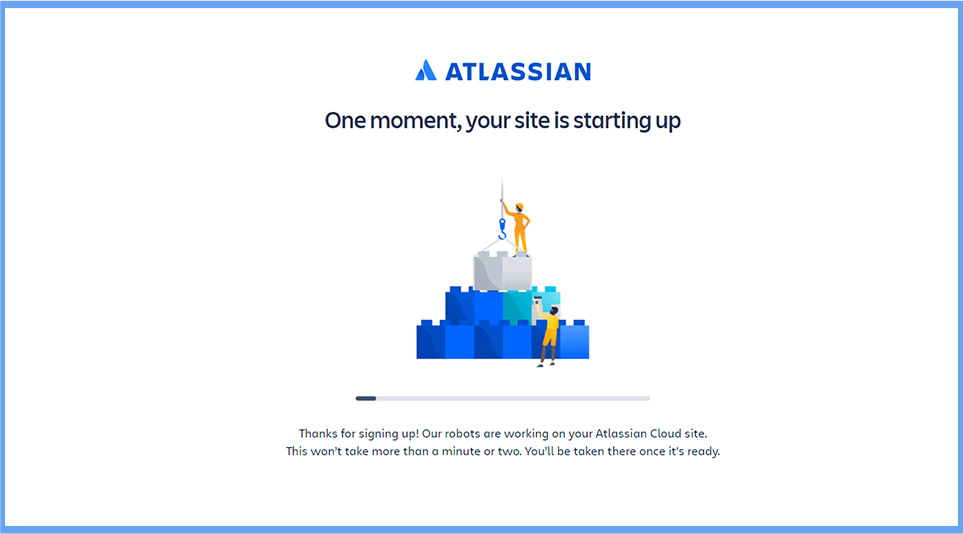 ATLASSIAN
One moment, your site is starting up
Thanks for signing up! Our robots are working on your Atlassian Cloud site.
This won't take more than a minute or two. You'll be taken there once it's ready.